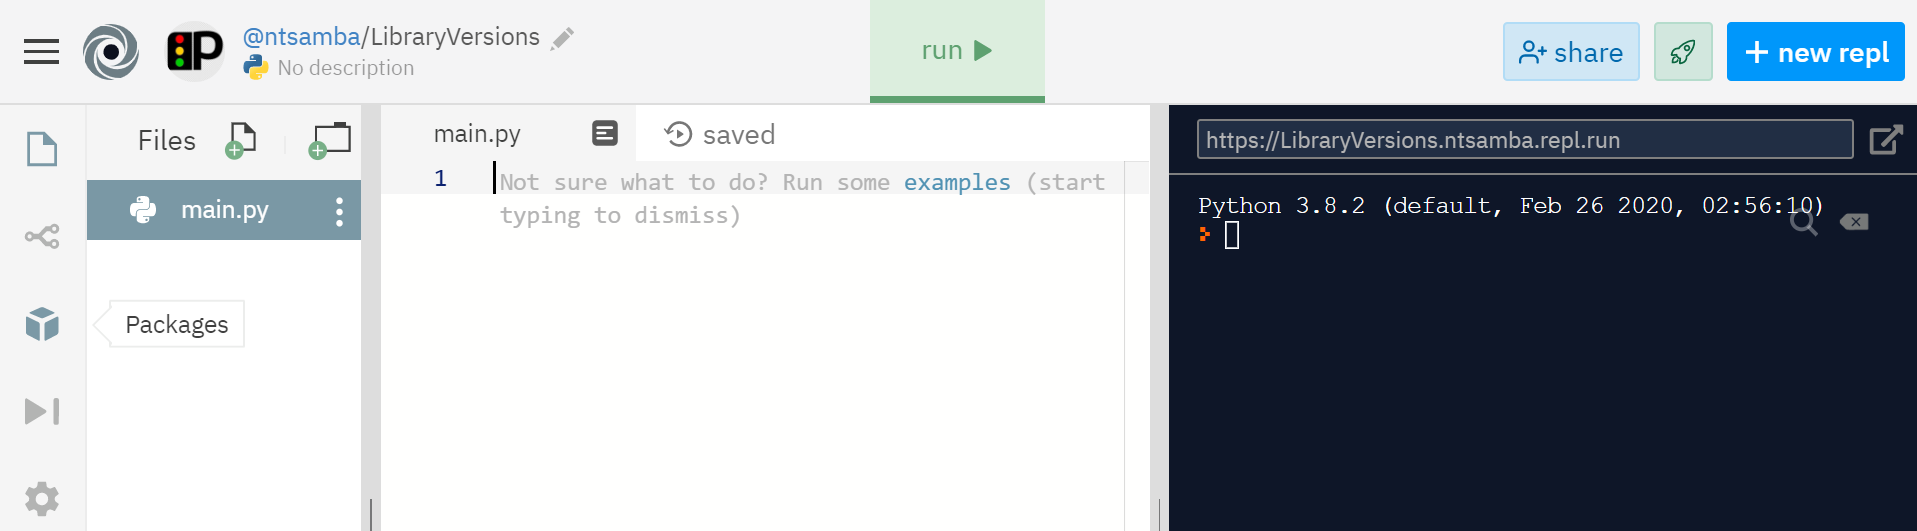 P
@ntsamba/LibraryVersions
No description
run
share
+ new repl
Files
main.py
Packages
main.py
saved
1
Not sure what to do? Run some examples (start
typing to dismiss)
https://LibraryVersions.ntsamba.repl.run
Python 3.8.2 (default, Feb 26 2020, 02:56:10)